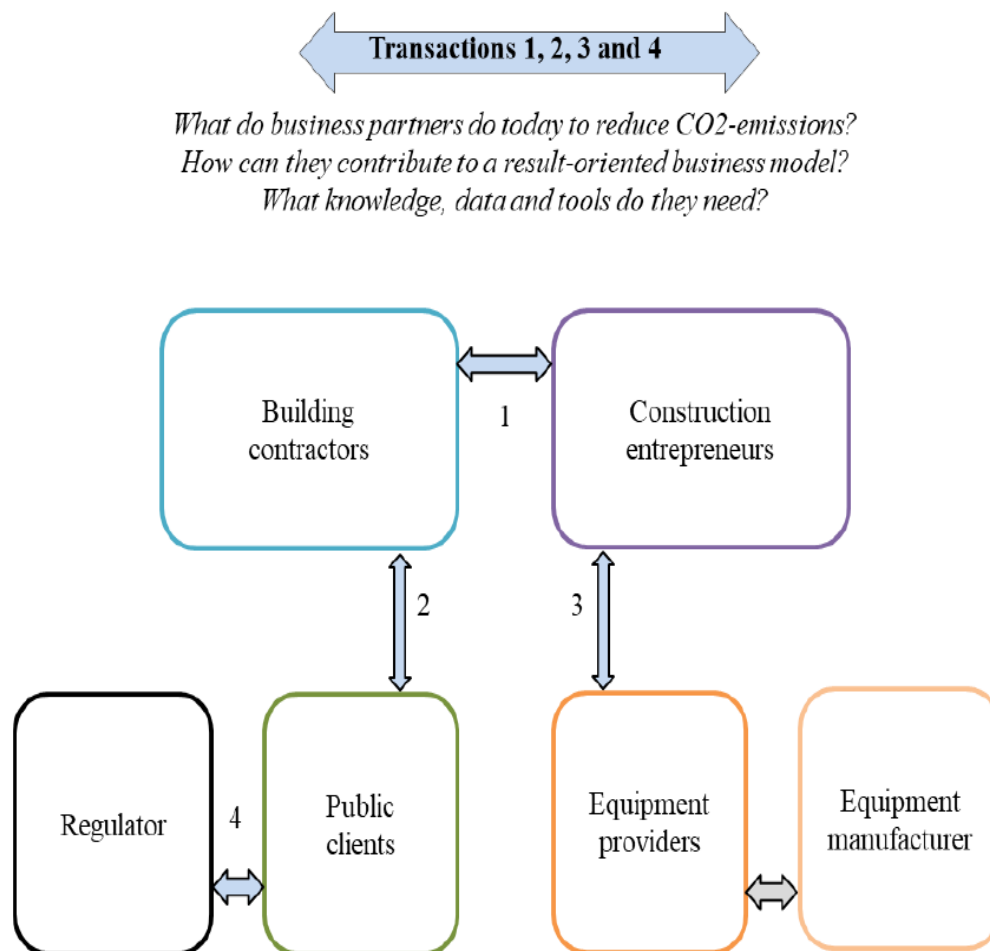 Transactions 1, 2, 3 and 4
What do business partners do today to reduce CO2-emissions?
How can they contribute to a result-oriented business model?
What knowledge, data and tools do they need?
Building
contractors
1
Construction
entrepreneurs
2
3
Regulator
4
Public
clients
Equipment
providers
Equipment
manufacturer